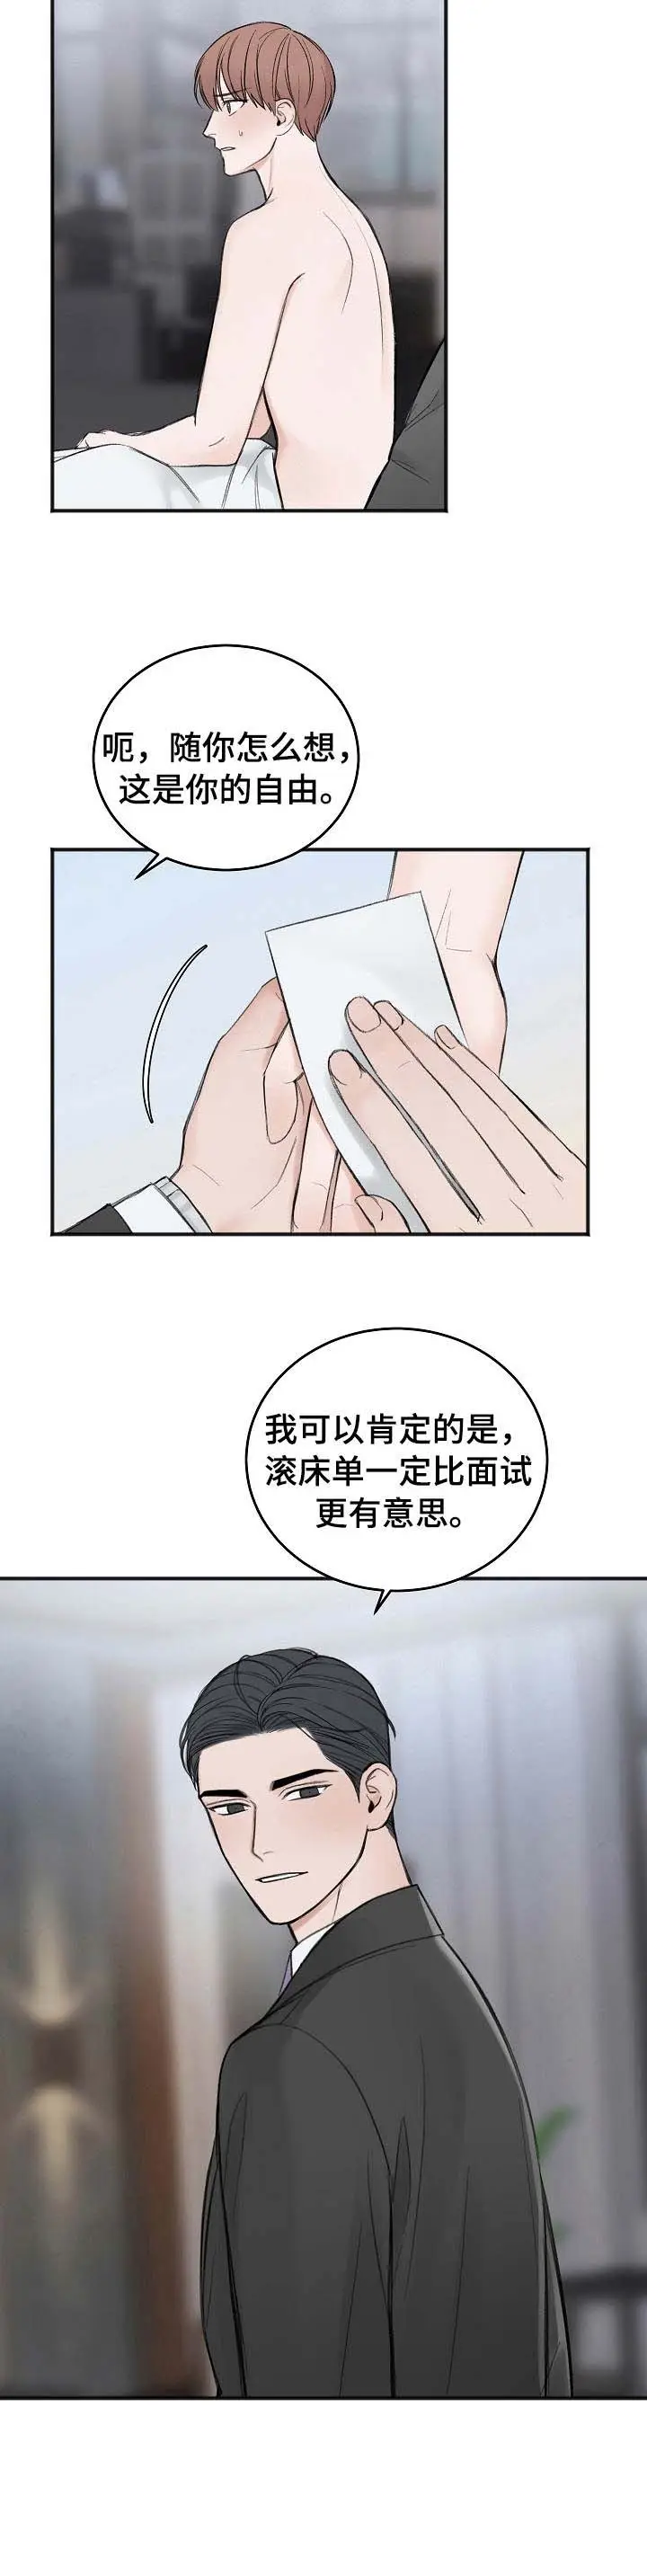 呃，随你怎么想，
这是你的自由。
我可以肯定的是，
滚床单一定比面试
更有意思。